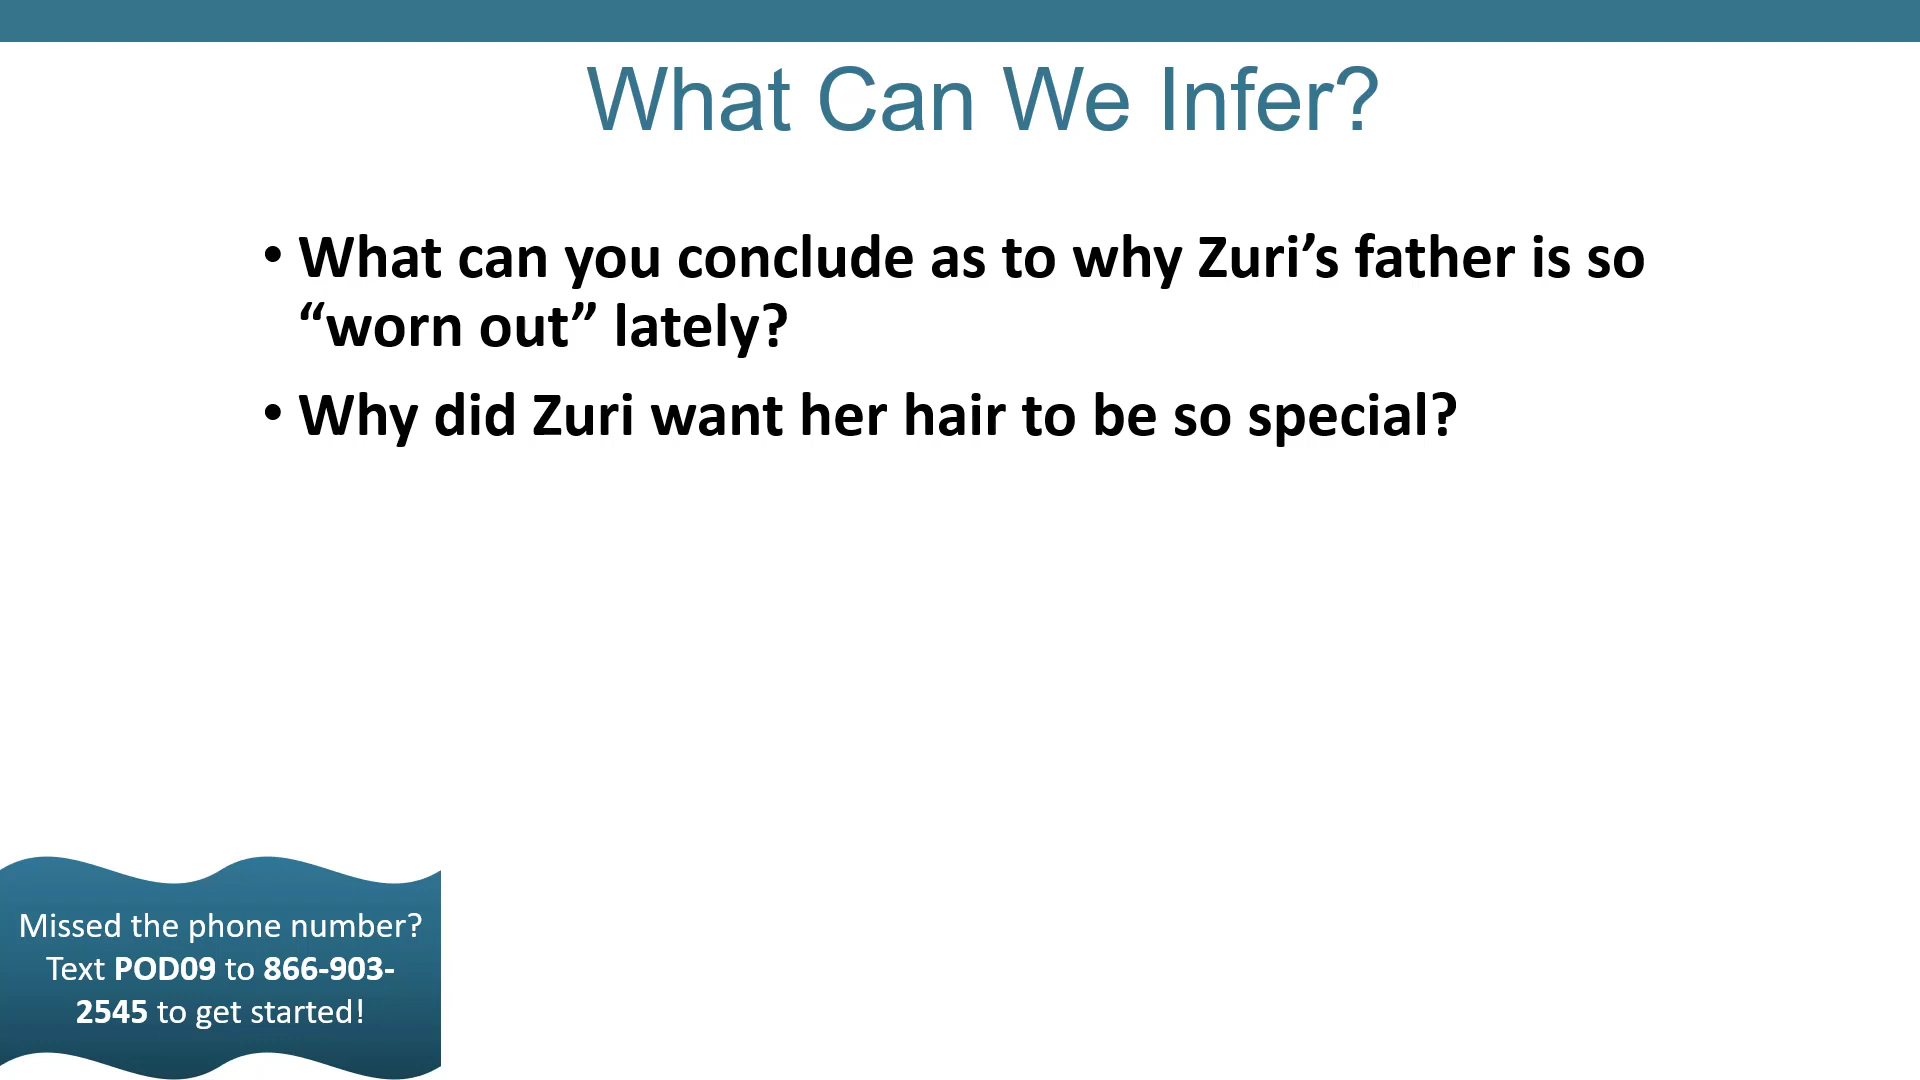 What Can We Infer?
• What can you conclude as to why Zuri’s father is so
“worn out” lately?
• Why did Zuri want her hair to be so special?
Missed the phone number?
Text POD09 to 866-903-
2545 to get started!